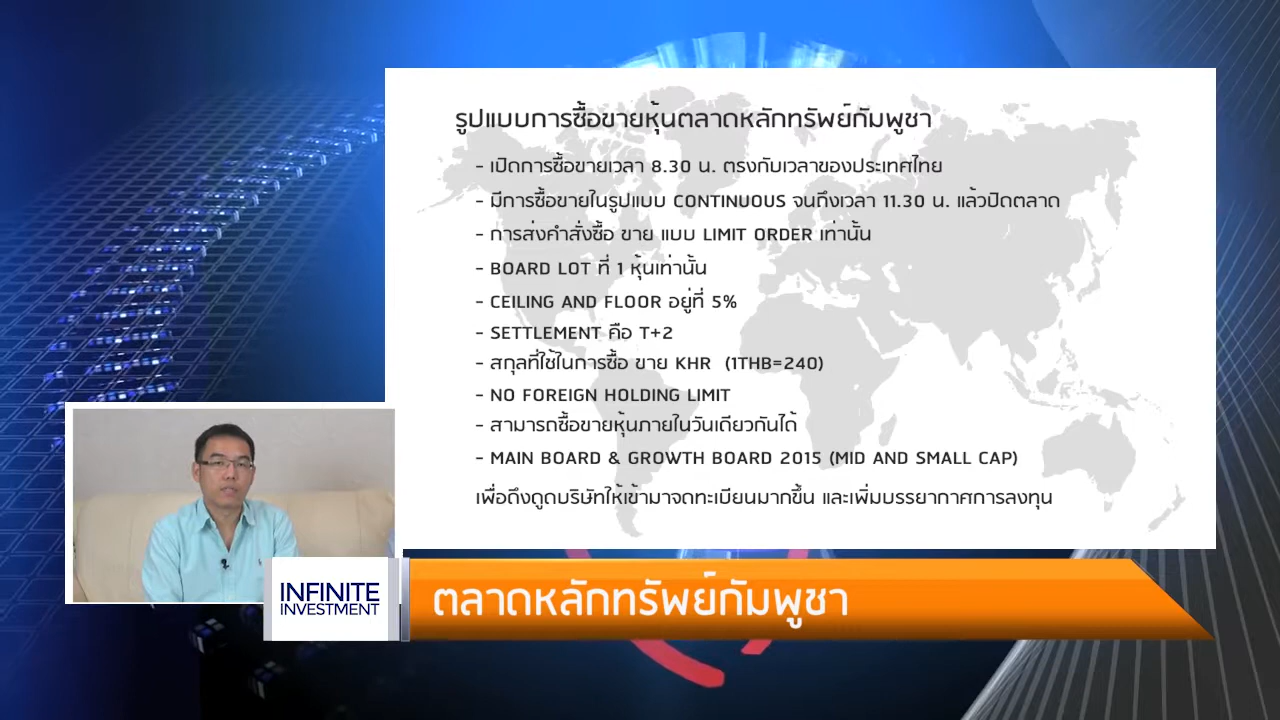 รูปแบบการซื้อขายหุ้นตลาดหลักทรัพย์กัมพูชา
- เปิดการซื้อขายเวลา 8.30 น. ตรงกับเวลาของประเทศไทย
- มีการซื้อขายในรูปแบบ CONTINUOUS จนถึงเวลา 11.30 น. แล้วปิดตลาด
- การส่งคำสั่งซื้อ ขาย แบบ LIMIT ORDER เท่านั้น
- BOARD LOT ที่ 1 หุ้นเท่านั้น
- CEILING AND FLOOR อยู่ที่ 5%
- SETTLEMENT คือ T+2
- สกุลที่ใช้ในการซื้อ ขาย KHR (1THB=240)
- NO FOREIGN HOLDING LIMIT
- สามารถซื้อขายหุ้นภายในวันเดียวกันได้
- MAIN BOARD & GROWTH BOARD 2015 (MID AND SMALL CAP)
เพื่อดึงดูดบริษัทให้เข้ามาจดทะเบียนมากขึ้น และเพิ่มบรรยากาศการลงทุน
INFINITE
INVESTMENT
ตลาดหลักทรัพย์กัมพูชา